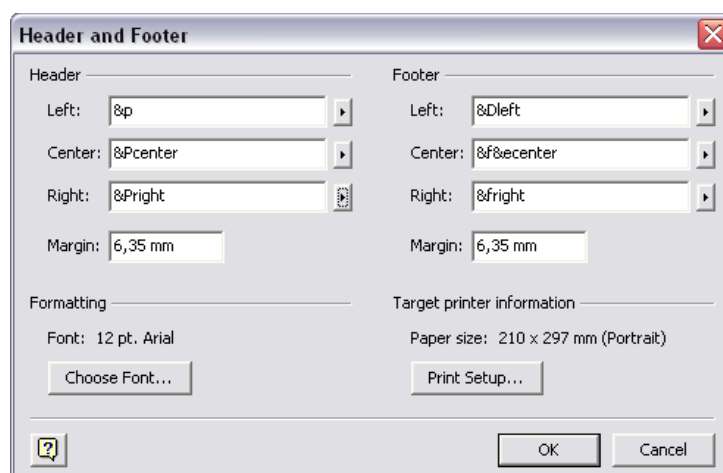 Header and Footer
Header
Left: &p
Center: &Pcenter
Right: &Pright
Margin: 6,35 mm
Footer
Left: &Dleft
Center: &f&ecenter
Right: &fright
Margin: 6,35 mm
Formatting
Font: 12 pt. Arial
Choose Font...
Target printer information
Paper size: 210 x 297 mm (Portrait)
Print Setup...
?
OK
Cancel